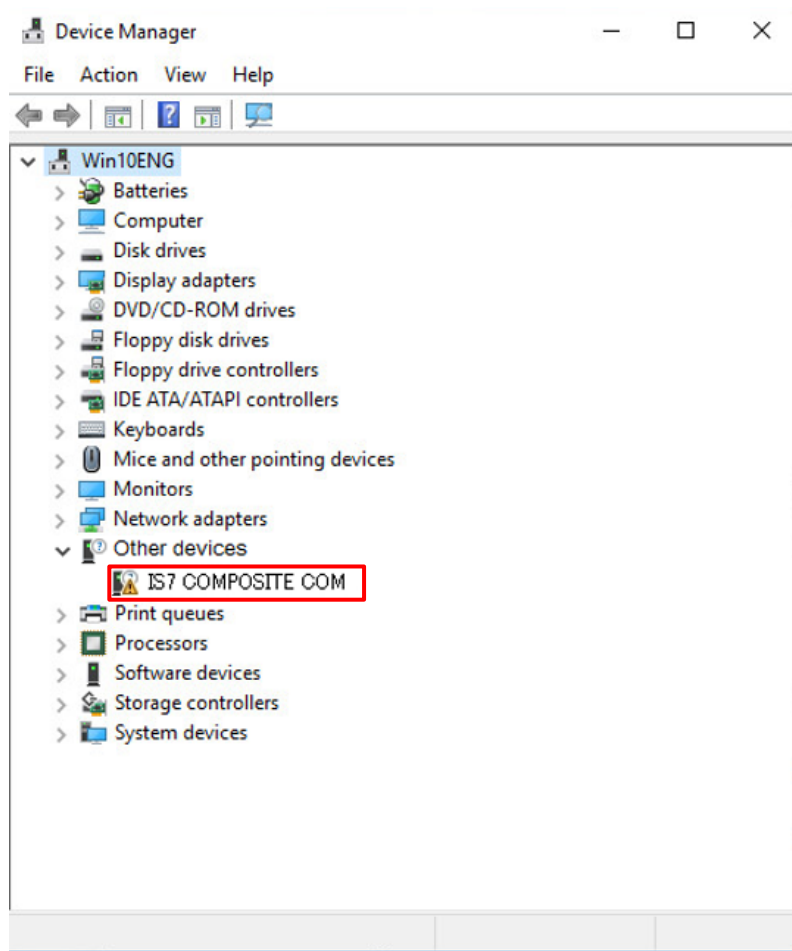 Device Manager
File Action View Help
Win10ENG
Batteries
Computer
Disk drives
Display adapters
DVD/CD-ROM drives
Floppy disk drives
Floppy drive controllers
IDE ATA/ATAPI controllers
Keyboards
Mice and other pointing devices
Monitors
Network adapters
Other devices
IS7 COMPOSITE COM
Print queues
Processors
Software devices
Storage controllers
System devices